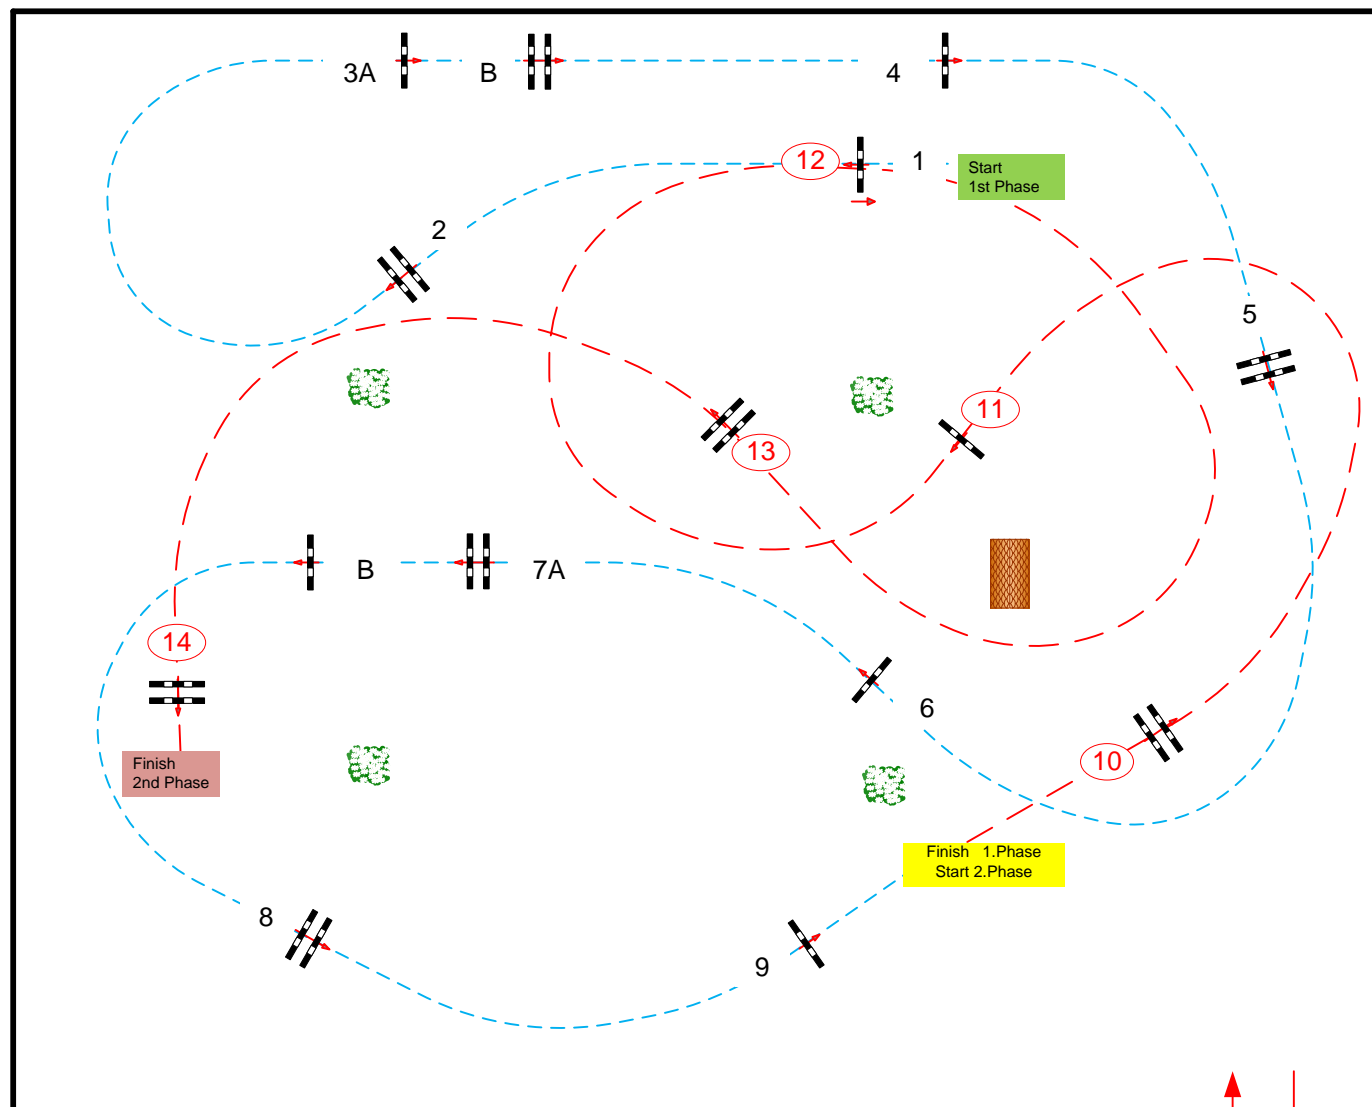 3A
B
4
12
1
Start
1st Phase
2
5
11
13
B
7A
14
6
Finish
2nd Phase
10
Finish 1.Phase
Start 2.Phase
8
9